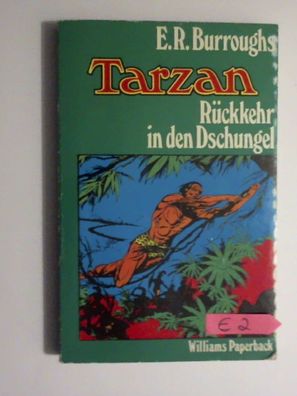 E.R. Burroughs
Tarzan
Rückkehr
in den Dschungel
€ 2
Williams Paperback